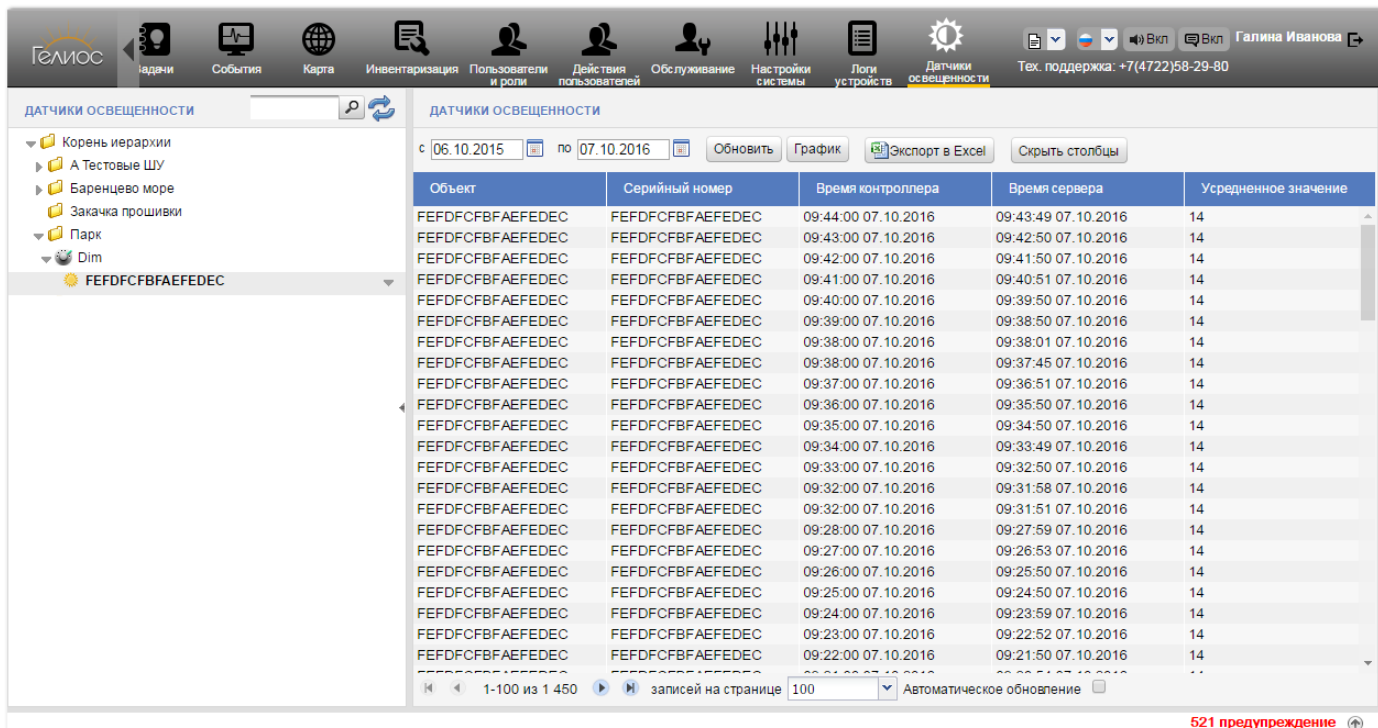 Гелиос
Задачи
События
Карта
Инвентаризация
Пользователи и роли
Действия пользователей
Обслуживание
Настройки системы
Логи устройств
Датчики освещенности
Вкл
Вкл
Галина Иванова
Тех. поддержка: +7(4722)58-29-80
ДАТЧИКИ ОСВЕЩЕННОСТИ
Корень иерархии
А Тестовые ШУ
Баренцево море
Закачка прошивки
Парк
Dim
FEFDFCFBFAEFEDEC
ДАТЧИКИ ОСВЕЩЕННОСТИ
с 06.10.2015 по 07.10.2016 Обновить График Экспорт в Excel Скрыть столбцы
Объект Серийный номер Время контроллера Время сервера Усредненное значение
FEFDFCFBFAEFEDEC FEFDFCFBFAEFEDEC 09:44:00 07.10.2016 09:43:49 07.10.2016 14
FEFDFCFBFAEFEDEC FEFDFCFBFAEFEDEC 09:43:00 07.10.2016 09:42:50 07.10.2016 14
FEFDFCFBFAEFEDEC FEFDFCFBFAEFEDEC 09:42:00 07.10.2016 09:41:50 07.10.2016 14
FEFDFCFBFAEFEDEC FEFDFCFBFAEFEDEC 09:41:00 07.10.2016 09:40:51 07.10.2016 14
FEFDFCFBFAEFEDEC FEFDFCFBFAEFEDEC 09:40:00 07.10.2016 09:39:50 07.10.2016 14
FEFDFCFBFAEFEDEC FEFDFCFBFAEFEDEC 09:39:00 07.10.2016 09:38:50 07.10.2016 14
FEFDFCFBFAEFEDEC FEFDFCFBFAEFEDEC 09:38:00 07.10.2016 09:38:01 07.10.2016 14
FEFDFCFBFAEFEDEC FEFDFCFBFAEFEDEC 09:38:00 07.10.2016 09:37:45 07.10.2016 14
FEFDFCFBFAEFEDEC FEFDFCFBFAEFEDEC 09:37:00 07.10.2016 09:36:51 07.10.2016 14
FEFDFCFBFAEFEDEC FEFDFCFBFAEFEDEC 09:36:00 07.10.2016 09:35:50 07.10.2016 14
FEFDFCFBFAEFEDEC FEFDFCFBFAEFEDEC 09:35:00 07.10.2016 09:34:50 07.10.2016 14
FEFDFCFBFAEFEDEC FEFDFCFBFAEFEDEC 09:34:00 07.10.2016 09:33:49 07.10.2016 14
FEFDFCFBFAEFEDEC FEFDFCFBFAEFEDEC 09:33:00 07.10.2016 09:32:50 07.10.2016 14
FEFDFCFBFAEFEDEC FEFDFCFBFAEFEDEC 09:32:00 07.10.2016 09:31:58 07.10.2016 14
FEFDFCFBFAEFEDEC FEFDFCFBFAEFEDEC 09:32:00 07.10.2016 09:31:51 07.10.2016 14
FEFDFCFBFAEFEDEC FEFDFCFBFAEFEDEC 09:28:00 07.10.2016 09:27:59 07.10.2016 14
FEFDFCFBFAEFEDEC FEFDFCFBFAEFEDEC 09:27:00 07.10.2016 09:26:53 07.10.2016 14
FEFDFCFBFAEFEDEC FEFDFCFBFAEFEDEC 09:26:00 07.10.2016 09:25:50 07.10.2016 14
FEFDFCFBFAEFEDEC FEFDFCFBFAEFEDEC 09:25:00 07.10.2016 09:24:50 07.10.2016 14
FEFDFCFBFAEFEDEC FEFDFCFBFAEFEDEC 09:24:00 07.10.2016 09:23:59 07.10.2016 14
FEFDFCFBFAEFEDEC FEFDFCFBFAEFEDEC 09:23:00 07.10.2016 09:22:52 07.10.2016 14
FEFDFCFBFAEFEDEC FEFDFCFBFAEFEDEC 09:22:00 07.10.2016 09:21:50 07.10.2016 14
1-100 из 1 450 записей на странице 100 Автоматическое обновление
521 предупреждение